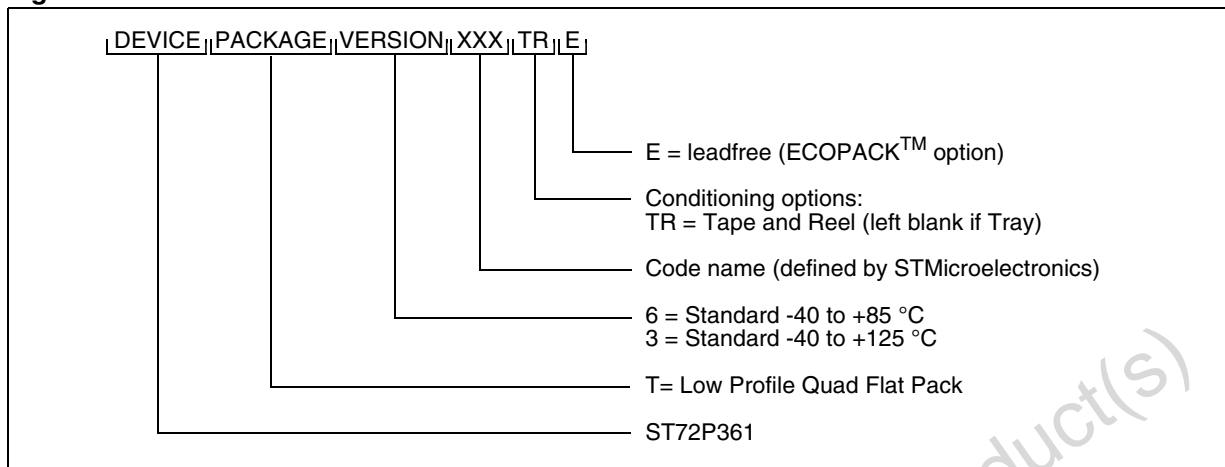 DEVICE PACKAGE VERSION XXX TR E
E = leadfree (ECOPACK™ option)
Conditioning options:
TR = Tape and Reel (left blank if Tray)
Code name (defined by STMicroelectronics)
6 = Standard -40 to +85 °C
3 = Standard -40 to +125 °C
T= Low Profile Quad Flat Pack
ST72P361